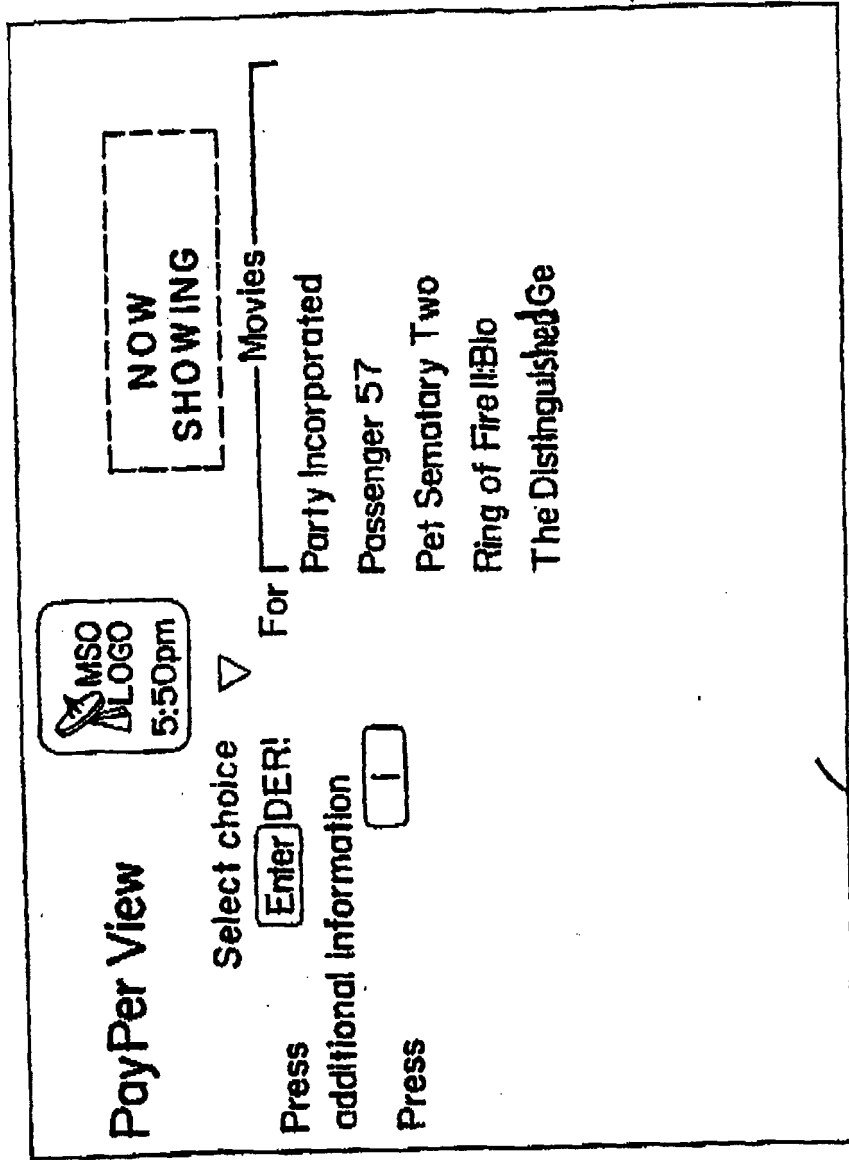 PayPer View
MSO
LOGO
5:50pm
NOW
SHOWING
Select choice
Press Enter DER! For
Movies
additional information
Press i
Party Incorporated
Passenger 57
Pet Sematary Two
Ring of Fire II:Blo
The Distinguished Ge